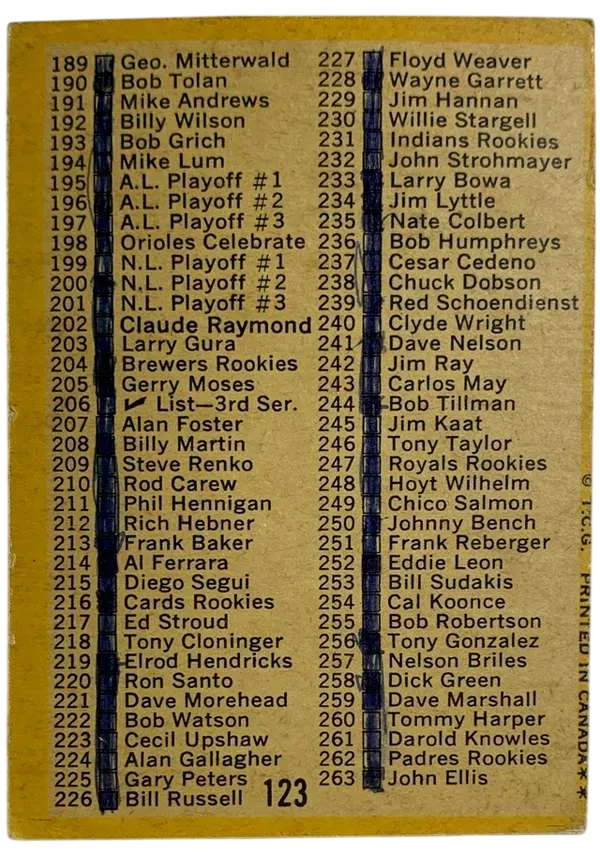 189 Geo. Mitterwald
190 Bob Tolan
191 Mike Andrews
192 Billy Wilson
193 Bob Grich
194 Mike Lum
195 A.L. Playoff #1
196 A.L. Playoff #2
197 A.L. Playoff #3
198 Orioles Celebrate
199 N.L. Playoff #1
200 N.L. Playoff #2
201 N.L. Playoff #3
202 Claude Raymond
203 Larry Gura
204 Brewers Rookies
205 Gerry Moses
206 ✔ List—3rd Ser.
207 Alan Foster
208 Billy Martin
209 Steve Renko
210 Rod Carew
211 Phil Hennigan
212 Rich Hebner
213 Frank Baker
214 Al Ferrara
215 Diego Segui
216 Cards Rookies
217 Ed Stroud
218 Tony Cloninger
219 Elrod Hendricks
220 Ron Santo
221 Dave Morehead
222 Bob Watson
223 Cecil Upshaw
224 Alan Gallagher
225 Gary Peters
226 Bill Russell
123
227 Floyd Weaver
228 Wayne Garrett
229 Jim Hannan
230 Willie Stargell
231 Indians Rookies
232 John Strohmayer
233 Larry Bowa
234 Jim Lyttle
235 Nate Colbert
236 Bob Humphreys
237 Cesar Cedeno
238 Chuck Dobson
239 Red Schoendienst
240 Clyde Wright
241 Dave Nelson
242 Jim Ray
243 Carlos May
244 Bob Tillman
245 Jim Kaat
246 Tony Taylor
247 Royals Rookies
248 Hoyt Wilhelm
249 Chico Salmon
250 Johnny Bench
251 Frank Reberger
252 Eddie Leon
253 Bill Sudakis
254 Cal Koonce
255 Bob Robertson
256 Tony Gonzalez
257 Nelson Briles
258 Dick Green
259 Dave Marshall
260 Tommy Harper
261 Darold Knowles
262 Padres Rookies
263 John Ellis
© T.C.G. PRINTED IN CANADA**